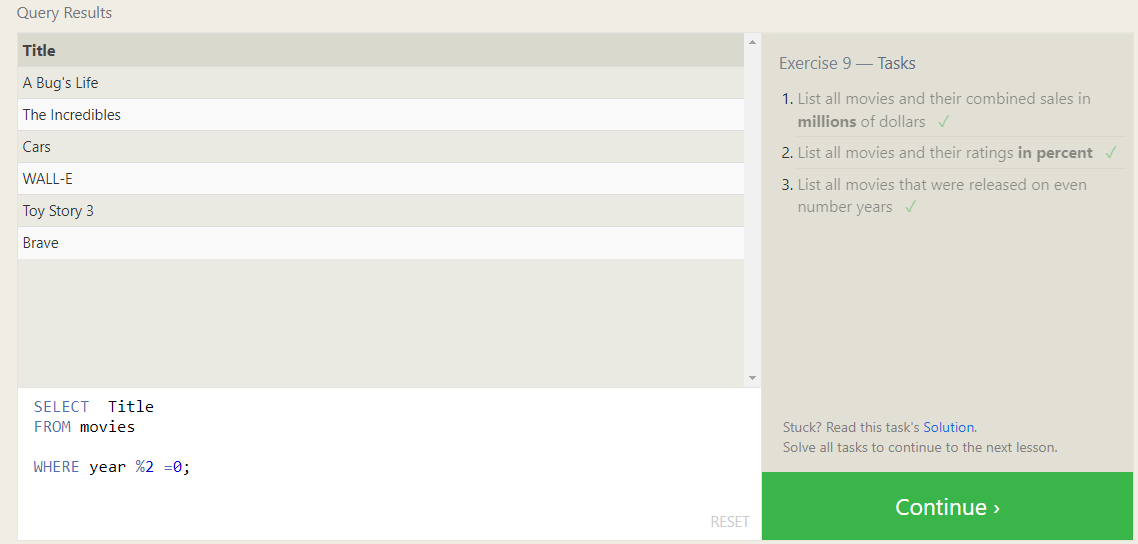 Query Results
Title
A Bug's Life
The Incredibles
Cars
WALL-E
Toy Story 3
Brave
SELECT  Title
FROM movies
WHERE year %2 =0;
RESET
Exercise 9 — Tasks
1. List all movies and their combined sales in
millions of dollars ✓
2. List all movies and their ratings in percent ✓
3. List all movies that were released on even
number years ✓
Stuck? Read this task's Solution.
Solve all tasks to continue to the next lesson.
Continue ›